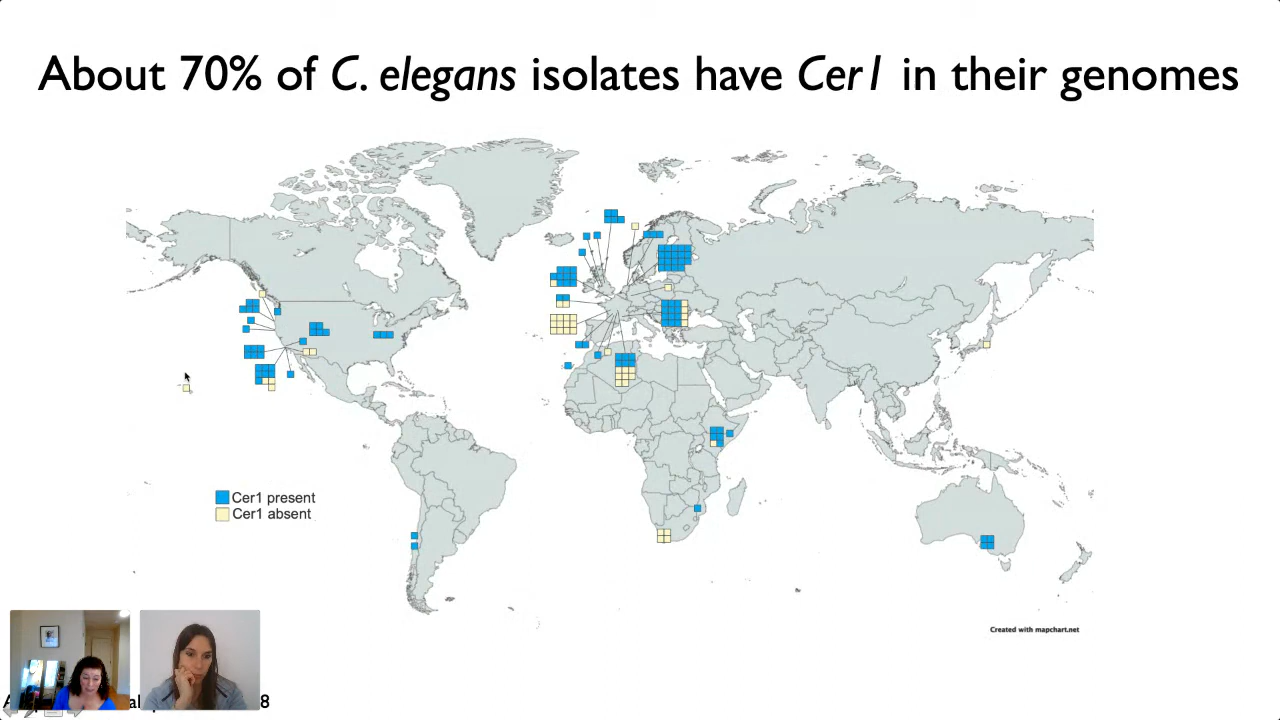 About 70% of C. elegans isolates have Cer1 in their genomes
Cer1 present
Cer1 absent
Created with mapchart.net
8